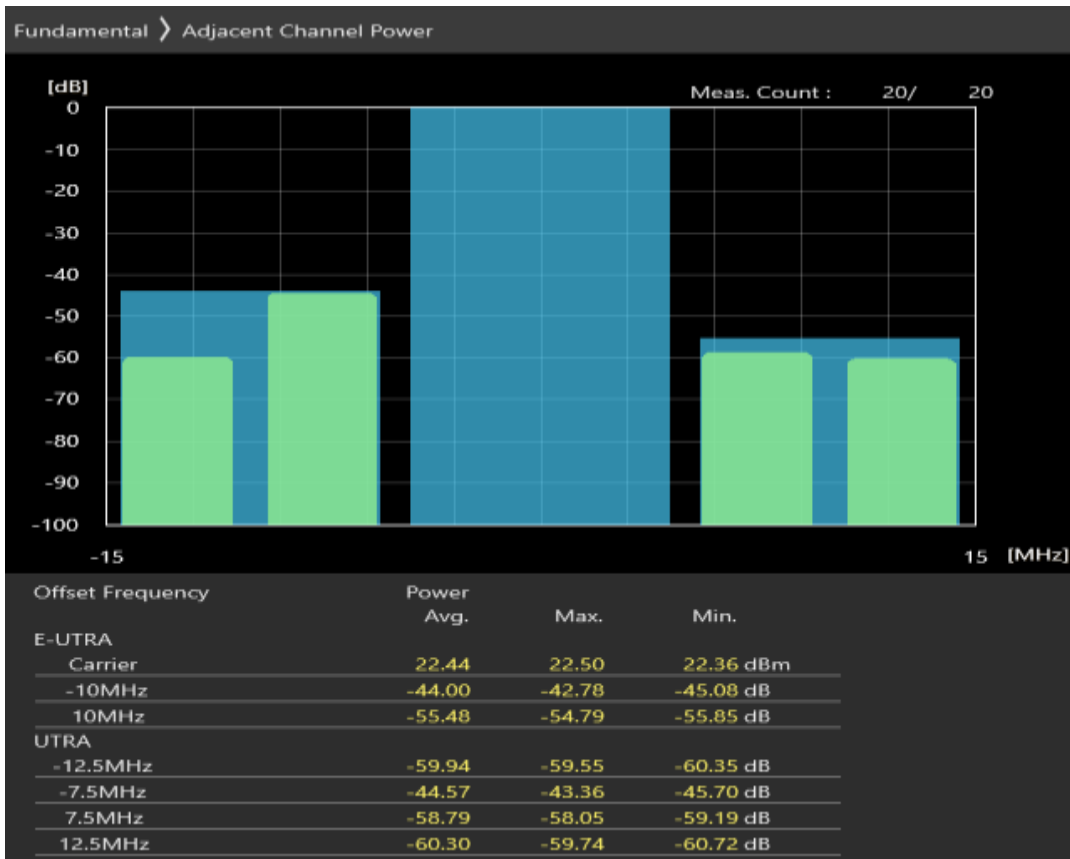 Fundamental ❯ Adjacent Channel Power
[dB]
Meas. Count : 20/ 20
0
-10
-20
-30
-40
-50
-60
-70
-80
-90
-100
-15 15 [MHz]
Offset Frequency Power
Avg. Max. Min.
E-UTRA
Carrier 22.44 22.50 22.36 dBm
-10MHz -44.00 -42.78 -45.08 dB
10MHz -55.48 -54.79 -55.85 dB
UTRA
-12.5MHz -59.94 -59.55 -60.35 dB
-7.5MHz -44.57 -43.36 -45.70 dB
7.5MHz -58.79 -58.05 -59.19 dB
12.5MHz -60.30 -59.74 -60.72 dB